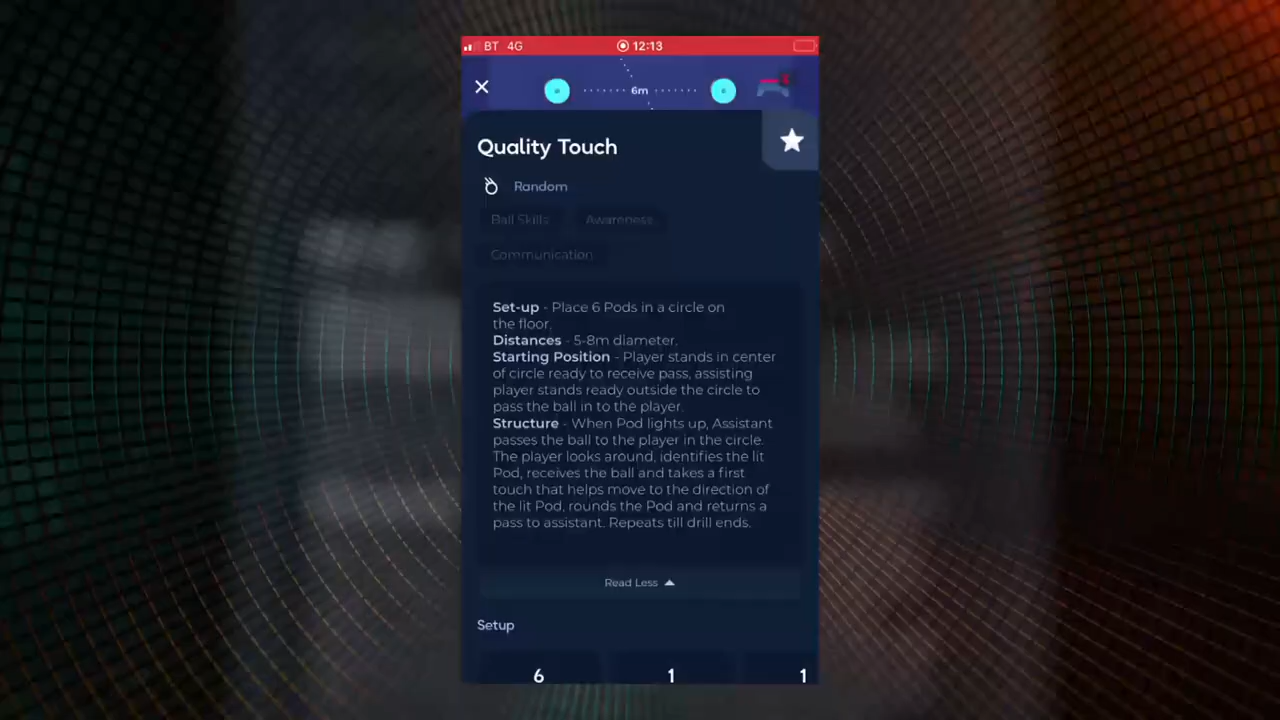 BT 4G 12:13
6m
Quality Touch
Random
Ball Skills Awareness
Communication
Set-up - Place 6 Pods in a circle on
the floor.
Distances - 5-8m diameter.
Starting Position - Player stands in center
of circle ready to receive pass, assisting
player stands ready outside the circle to
pass the ball in to the player.
Structure - When Pod lights up, Assistant
passes the ball to the player in the circle.
The player looks around, identifies the lit
Pod, receives the ball and takes a first
touch that helps move to the direction of
the lit Pod, rounds the Pod and returns a
pass to assistant. Repeats till drill ends.
Read Less
Setup
6 1 1